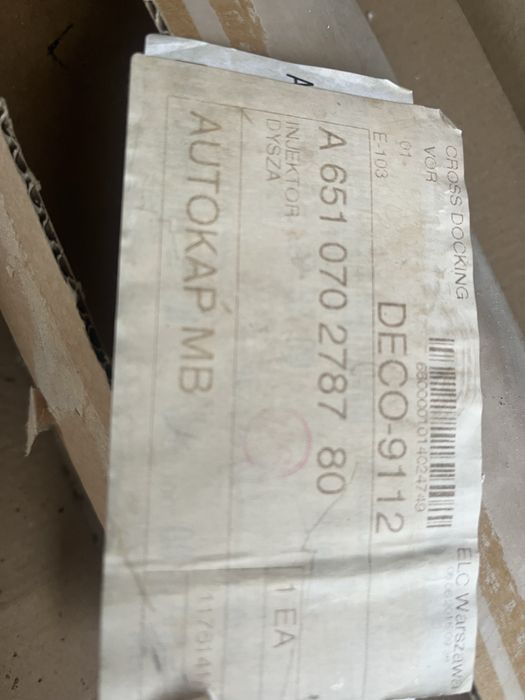 CROSS DOCKING
ELC Warszawa
VOR
680000101402474
01
E-103
DECO-9112
A 651 070 2787 80
INJEKTOR
DYSZA
1 EA
AUTOKAP MB
A